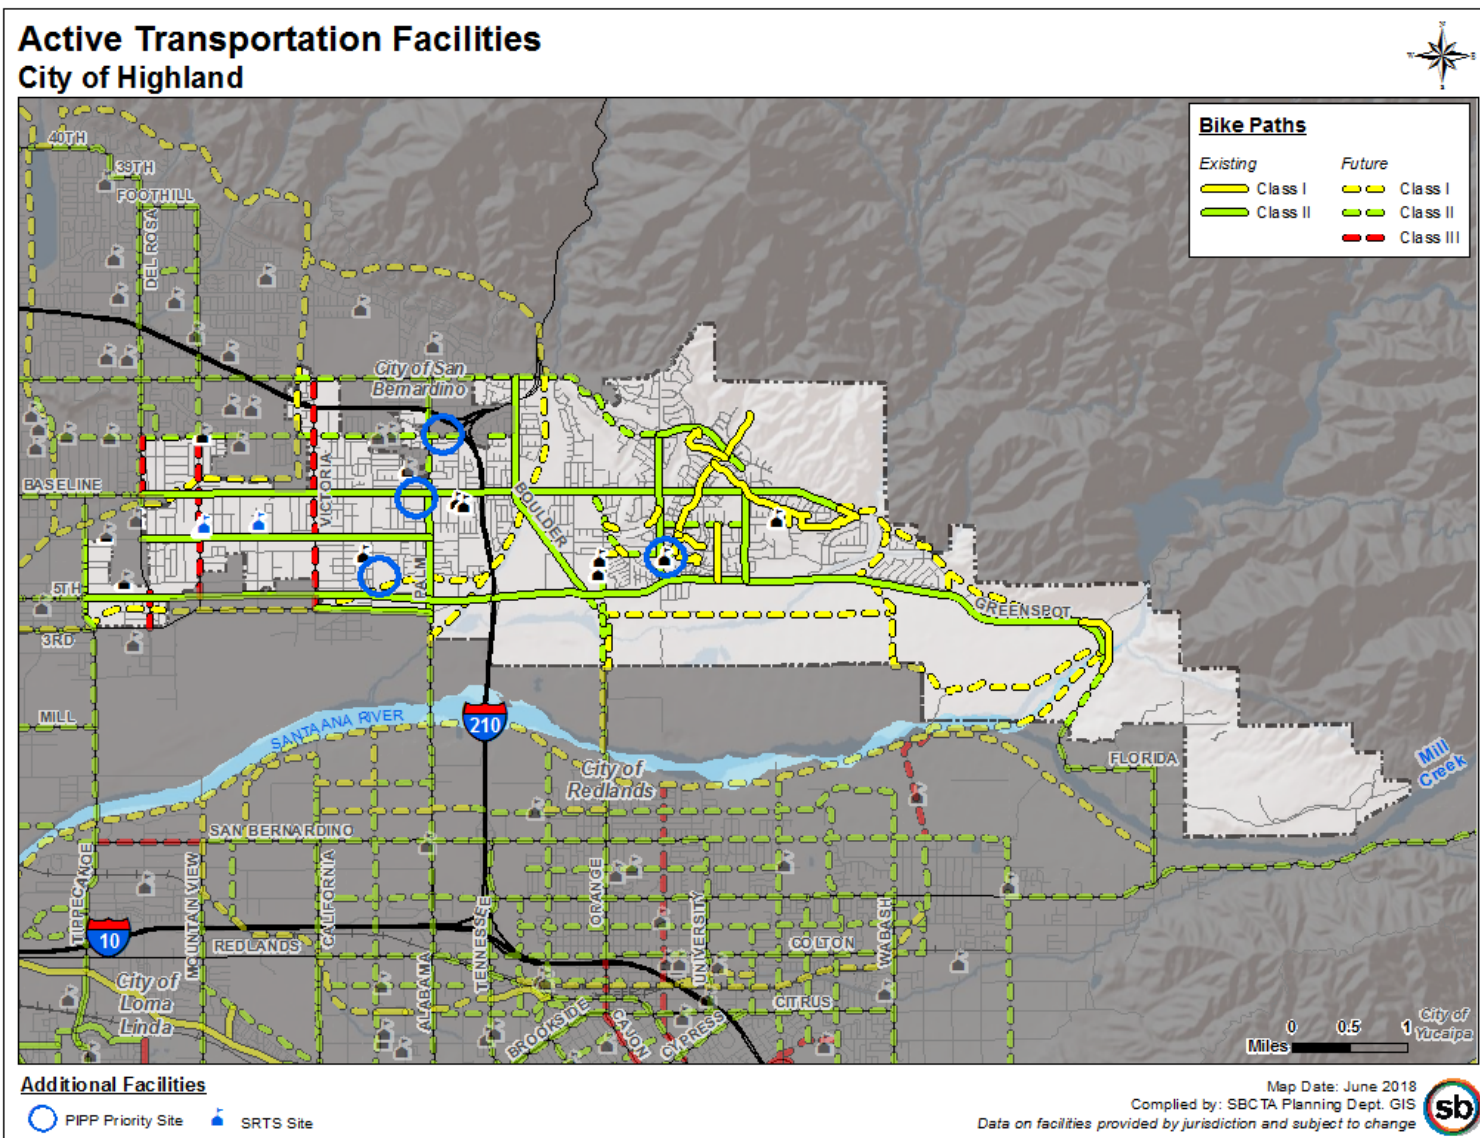 Active Transportation Facilities
City of Highland
N
W
E
S
Bike Paths
Existing
Future
Class I
Class I
Class II
Class II
Class III
40TH
39TH
FOOTHILL
DEL ROSA
City of San
Bernardino
BASELINE
VICTORIA
BOULDER
PALM
5TH
GREENSPOT
3RD
MILL
SANTA ANA RIVER
210
City of
Redlands
FLORIDA
Mill
Creek
SAN BERNARDINO
TIPPECANOE
MOUNTAIN VIEW
CALIFORNIA
ORANGE
TENNESSEE
UNIVERSITY
WABASH
10
REDLANDS
COLTON
ALABAMA
City of
Loma
Linda
CITRUS
BROOKSIDE
CAJON
CYPRESS
0 0.5 1
Miles
City of
Yucaipa
Additional Facilities
PIPP Priority Site
SRTS Site
Map Date: June 2018
Complied by: SBCTA Planning Dept. GIS
Data on facilities provided by jurisdiction and subject to change
sb